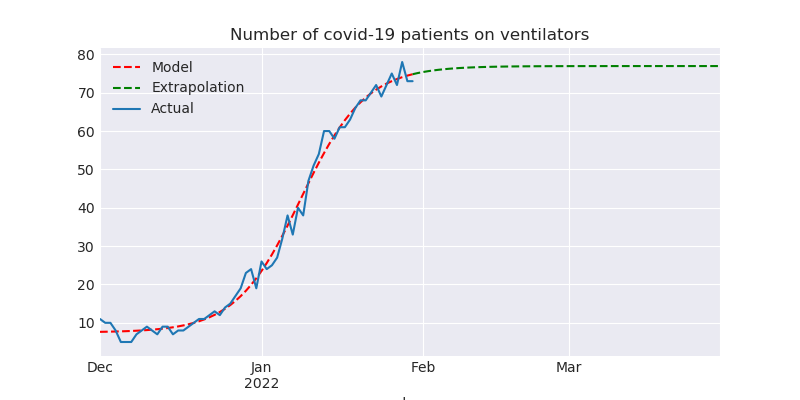 Number of covid-19 patients on ventilators
Model
Extrapolation
Actual
80
70
60
50
40
30
20
10
Dec
Jan
2022
Feb
Mar